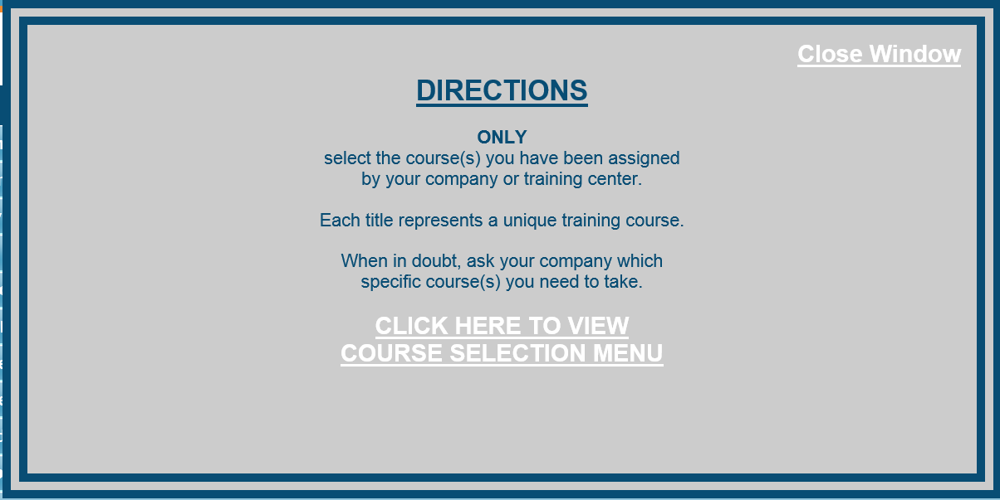 Close Window
DIRECTIONS
ONLY
select the course(s) you have been assigned
by your company or training center.
Each title represents a unique training course.
When in doubt, ask your company which
specific course(s) you need to take.
CLICK HERE TO VIEW
COURSE SELECTION MENU